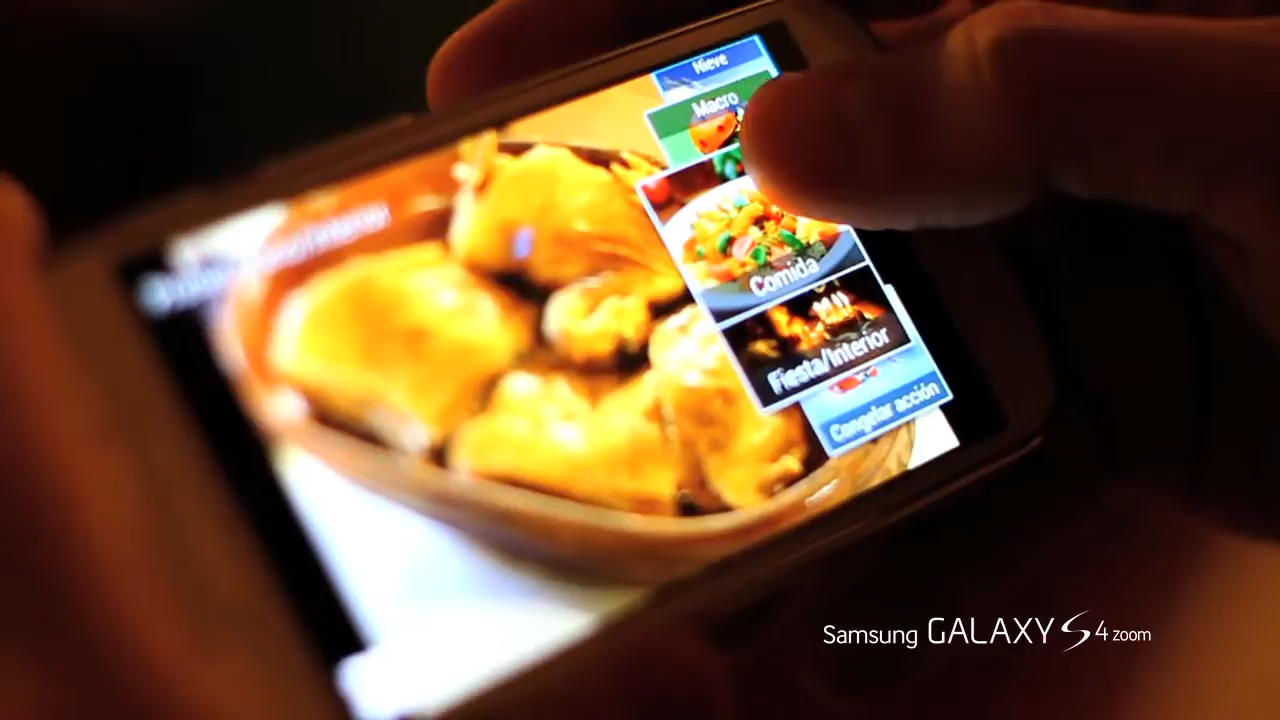 Nieve
Macro
Comida
Fiesta/Interior
Congelar acción
Samsung GALAXY S4 zoom